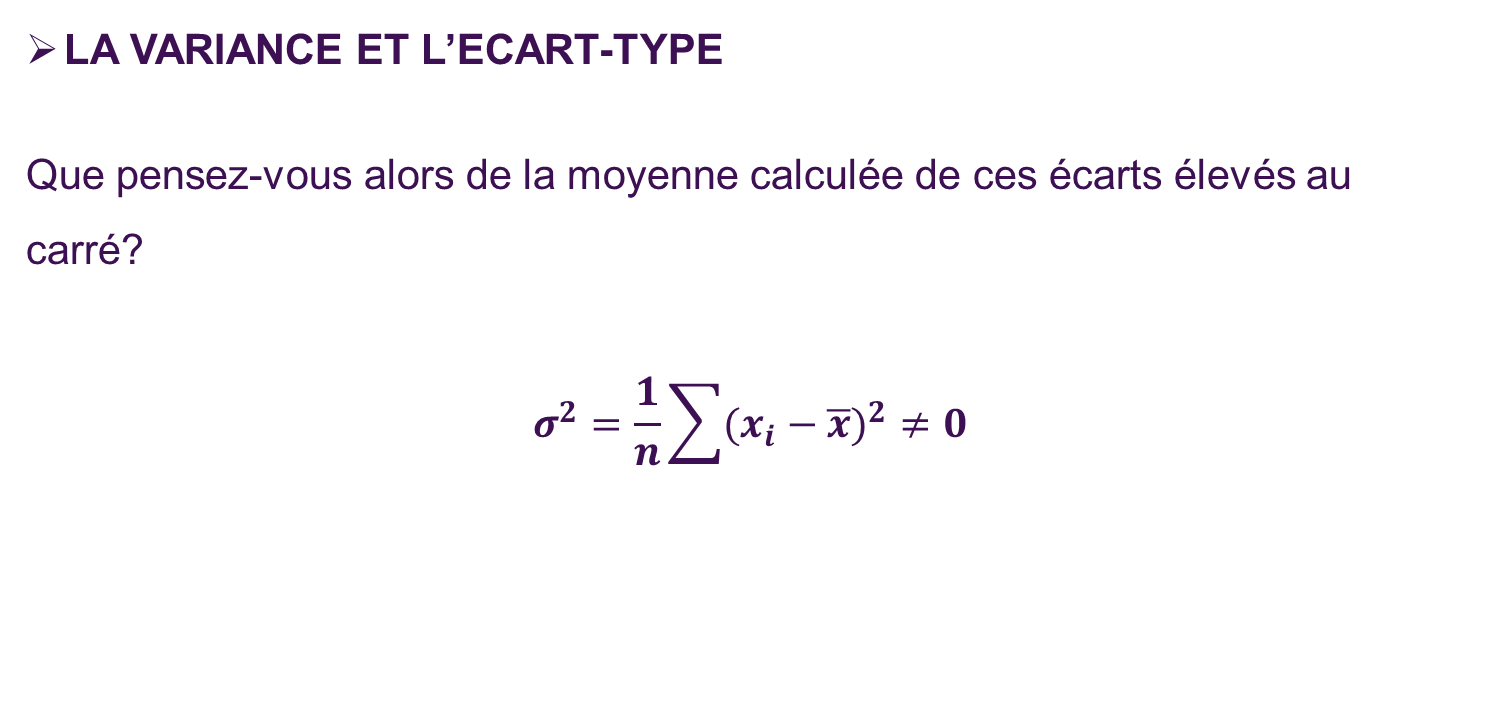 ➢ LA VARIANCE ET L’ECART-TYPE
Que pensez-vous alors de la moyenne calculée de ces écarts élevés au
carré?
σ² = 1/n ∑(xᵢ − x̅)² ≠ 0